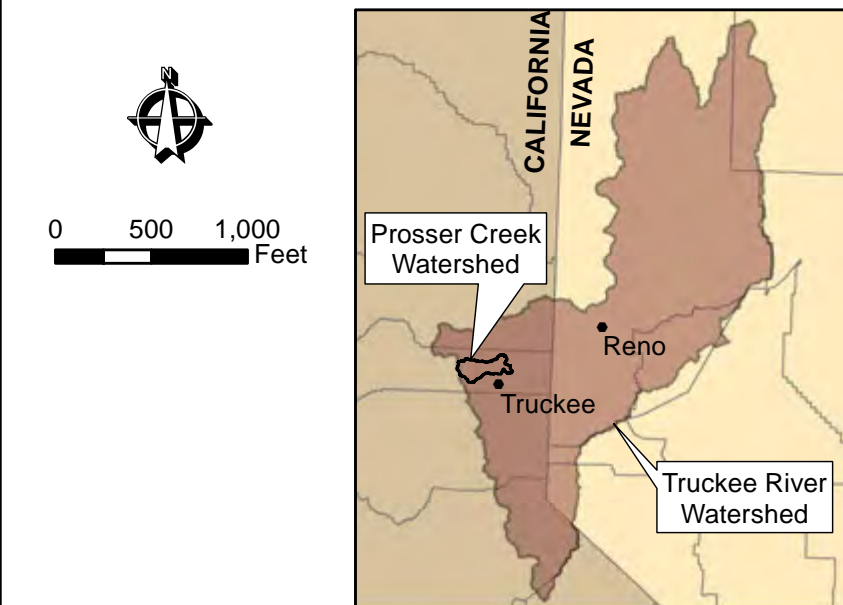 N
0 500 1,000
Feet
CALIFORNIA
NEVADA
Prosser Creek
Watershed
Reno
Truckee
Truckee River
Watershed